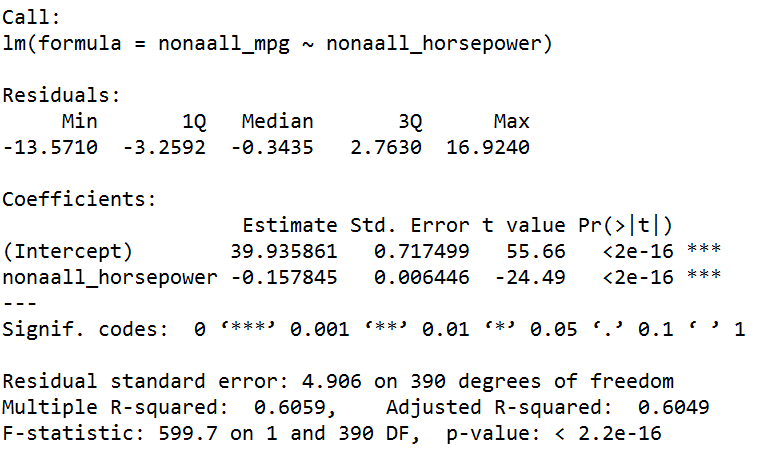 Call:
lm(formula = nonaall_mpg ~ nonaall_horsepower)
Residuals:
     Min       1Q   Median       3Q      Max
-13.5710  -3.2592  -0.3435   2.7630  16.9240
Coefficients:
                    Estimate Std. Error t value Pr(>|t|)
(Intercept)        39.935861   0.717499   55.66   <2e-16 ***
nonaall_horsepower -0.157845   0.006446  -24.49   <2e-16 ***
---
Signif. codes:  0 ‘***’ 0.001 ‘**’ 0.01 ‘*’ 0.05 ‘.’ 0.1 ‘ ’ 1
Residual standard error: 4.906 on 390 degrees of freedom
Multiple R-squared:  0.6059,    Adjusted R-squared:  0.6049
F-statistic: 599.7 on 1 and 390 DF,  p-value: < 2.2e-16